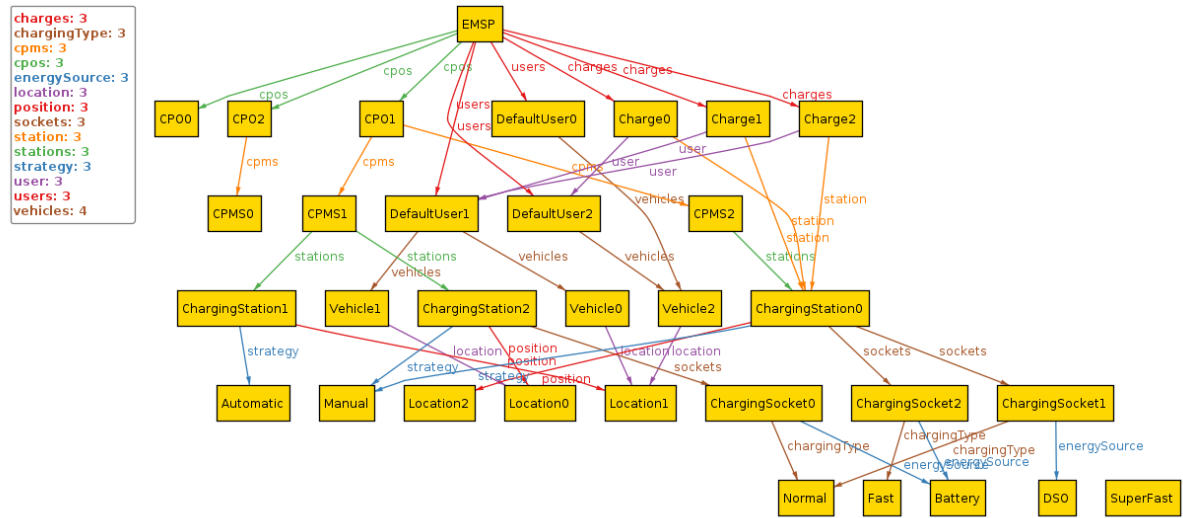 charges: 3
chargingType: 3
cpms: 3
cpos: 3
energySource: 3
location: 3
position: 3
sockets: 3
station: 3
stations: 3
strategy: 3
user: 3
users: 3
vehicles: 4
EMSP
cpos
cpos
cpos
users
users
users
charges
charges
charges
CPO0
CPO2
CPO1
DefaultUser0
Charge0
Charge1
Charge2
cpms
cpms
cpms
user
user
vehicles
station
station
station
CPMS0
CPMS1
DefaultUser1
DefaultUser2
CPMS2
stations
stations
vehicles
vehicles
vehicles
stations
ChargingStation1
Vehicle1
ChargingStation2
Vehicle0
Vehicle2
ChargingStation0
strategy
location
position
position
position
strategy
strategy
location
location
sockets
sockets
sockets
Automatic
Manual
Location2
Location0
Location1
ChargingSocket0
ChargingSocket2
ChargingSocket1
chargingType
chargingType
chargingType
energySource
energySource
energySource
Normal
Fast
Battery
DSO
SuperFast